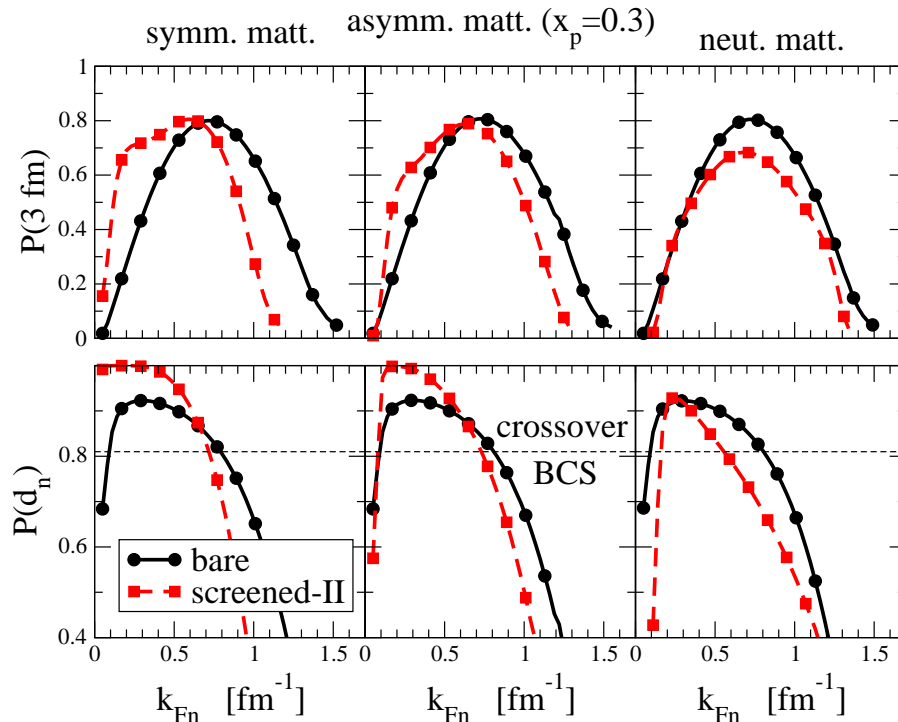 symm. matt.
asymm. matt. (x_p=0.3)
neut. matt.
P(3 fm)
1
0.8
0.6
0.4
0.2
0
P(d_n)
1
0.8
0.6
0.4
crossover
BCS
bare
screened-II
0 0.5 1 1.5
0 0.5 1 1.5
0 0.5 1 1.5
k_Fn [fm^-1]
k_Fn [fm^-1]
k_Fn [fm^-1]